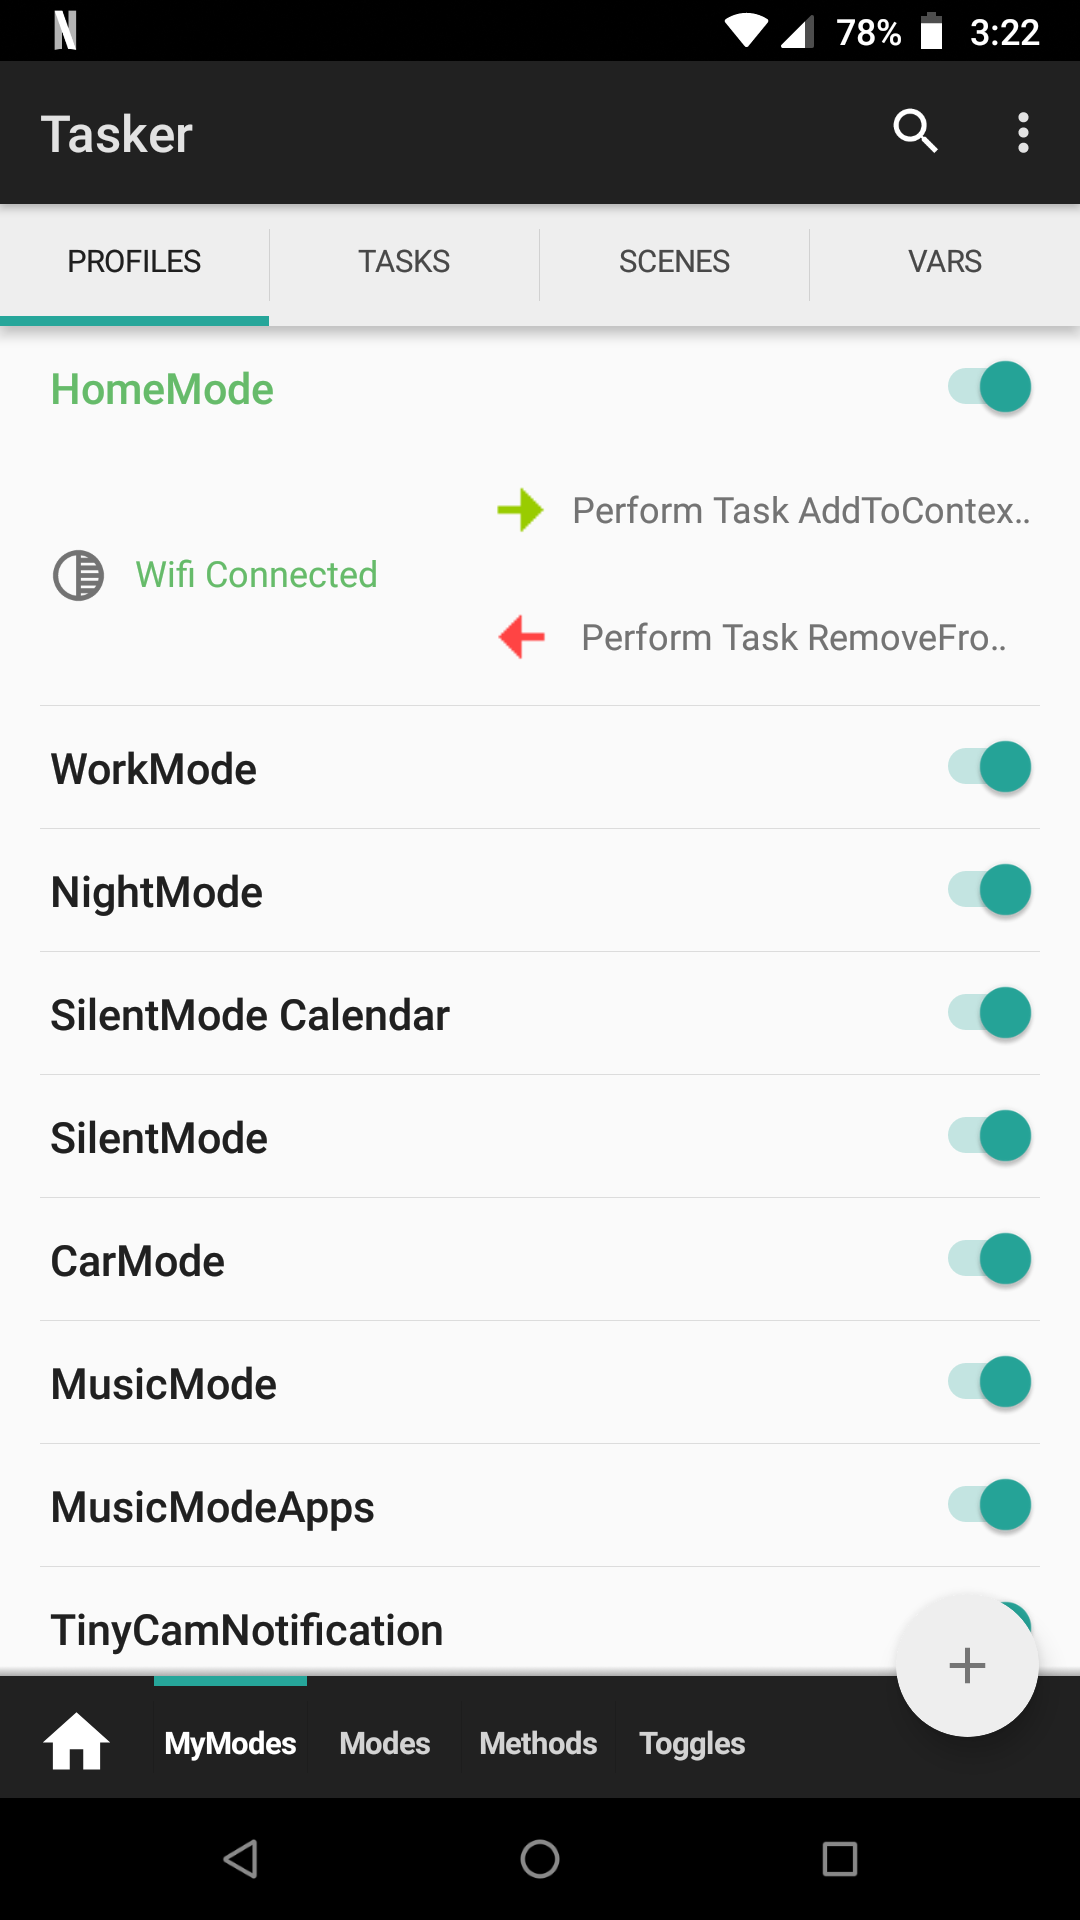 78% 3:22
Tasker
PROFILES TASKS SCENES VARS
HomeMode
Perform Task AddToContex..
Wifi Connected
Perform Task RemoveFro..
WorkMode
NightMode
SilentMode Calendar
SilentMode
CarMode
MusicMode
MusicModeApps
TinyCamNotification
MyModes Modes Methods Toggles